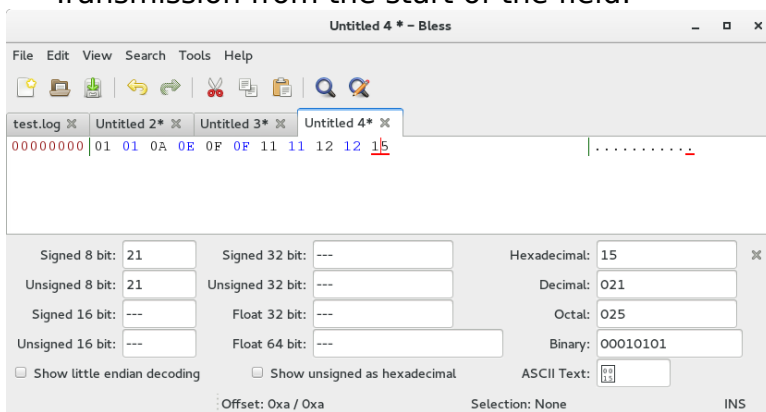 Transmission from the start of the field.
Untitled 4 * - Bless
File Edit View Search Tools Help
test.log Untitled 2* Untitled 3* Untitled 4*
00000000 01 01 0A 0E 0F 0F 11 11 12 12 15 ...........
Signed 8 bit: 21 Signed 32 bit: --- Hexadecimal: 15
Unsigned 8 bit: 21 Unsigned 32 bit: --- Decimal: 021
Signed 16 bit: --- Float 32 bit: --- Octal: 025
Unsigned 16 bit: --- Float 64 bit: --- Binary: 00010101
Show little endian decoding Show unsigned as hexadecimal ASCII Text: 0015
Offset: 0xa / 0xa Selection: None INS